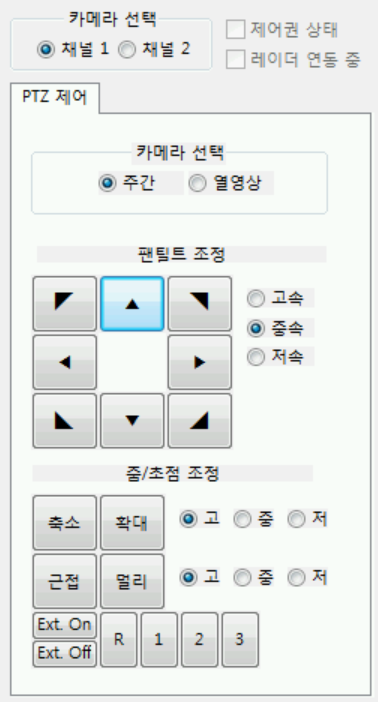 카메라 선택
채널 1 채널 2
제어권 상태
레이더 연동 중
PTZ 제어
카메라 선택
주간 열영상
팬틸트 조정
고속
중속
저속
줌/초점 조정
축소 확대 고 중 저
근접 멀리 고 중 저
Ext. On
Ext. Off
R 1 2 3